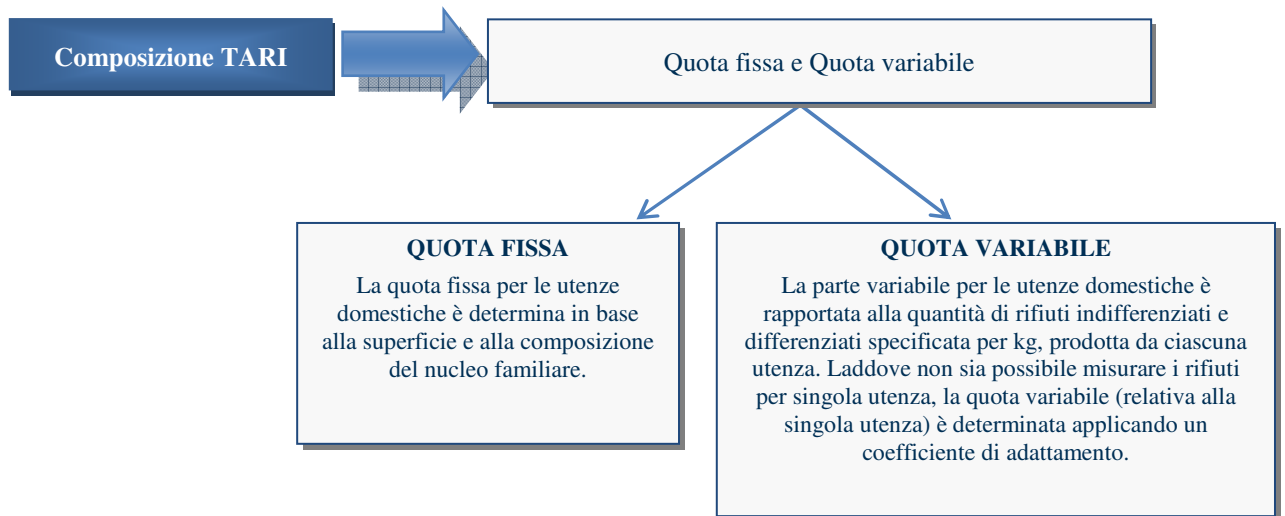 Composizione TARI
Quota fissa e Quota variabile
QUOTA FISSA
La quota fissa per le utenze
domestiche è determina in base
alla superficie e alla composizione
del nucleo familiare.
QUOTA VARIABILE
La parte variabile per le utenze domestiche è
rapportata alla quantità di rifiuti indifferenziati e
differenziati specificata per kg, prodotta da ciascuna
utenza. Laddove non sia possibile misurare i rifiuti
per singola utenza, la quota variabile (relativa alla
singola utenza) è determinata applicando un
coefficiente di adattamento.